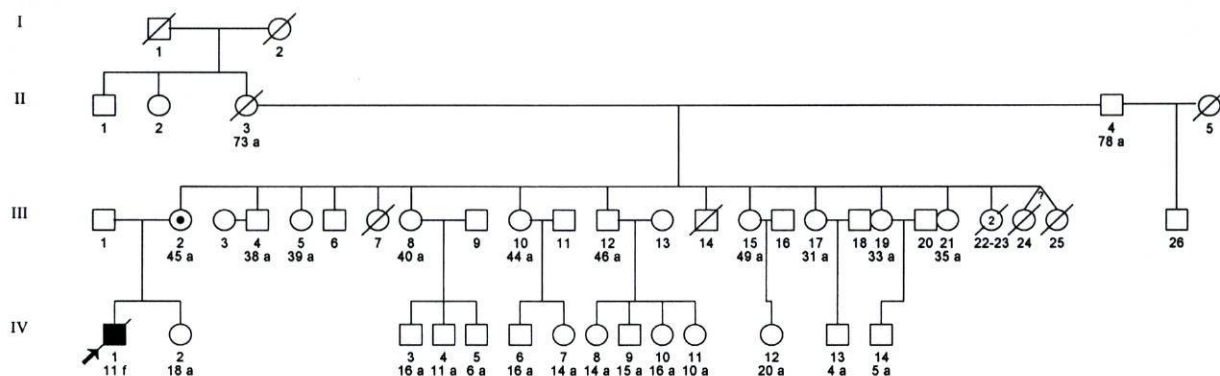 I
1 2
II
1 2 3 4 5
73 a 78 a
III
1 2 3 4 5 6 7 8 9 10 11 12 13 14 15 16 17 18 19 20 21 22-23 24 25 26
2
?
45 a 38 a 39 a 40 a 44 a 46 a 49 a 31 a 33 a 35 a
IV
1 2 3 4 5 6 7 8 9 10 11 12 13 14
11 f 18 a 16 a 11 a 6 a 16 a 14 a 14 a 15 a 16 a 10 a 20 a 4 a 5 a